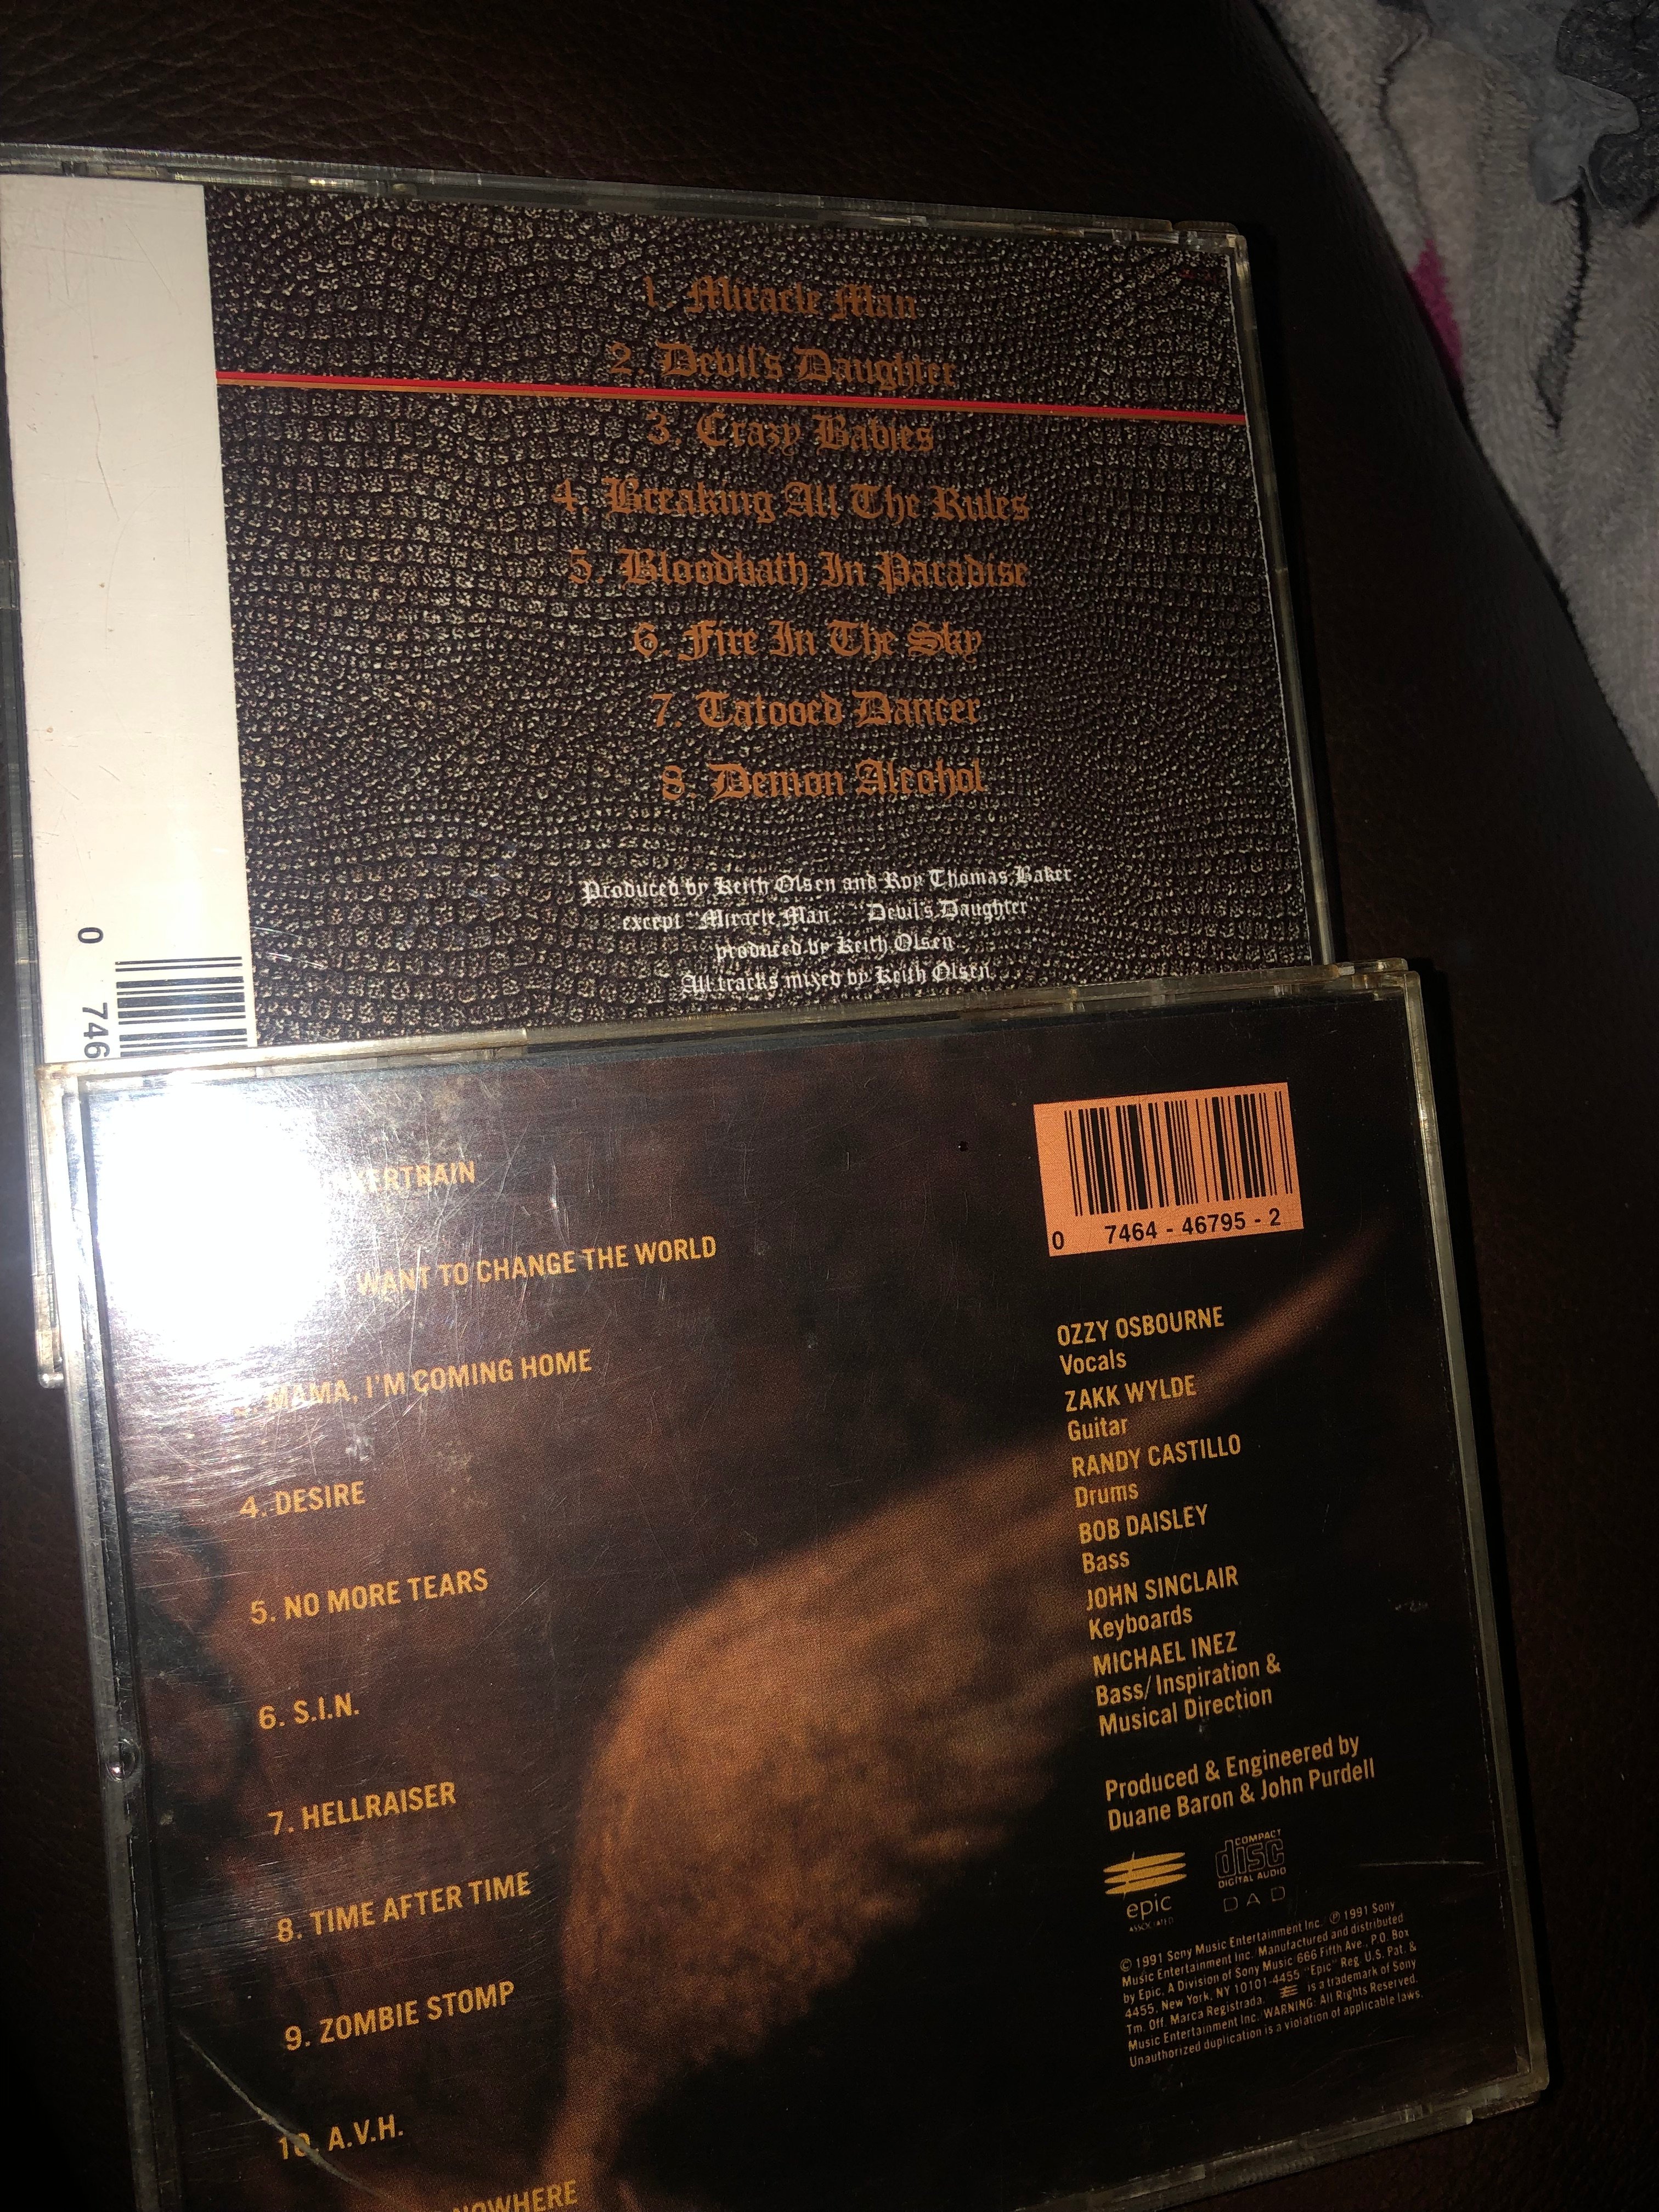 1. Miracle Man
2. Devil's Daughter
3. Crazy Babies
4. Breaking All The Rules
5. Bloodbath In Paradise
6. Fire In The Sky
7. Tatooed Dancer
8. Demon Alcohol
Produced by Keith Olsen and Roy Thomas Baker
except "Miracle Man," "Devil's Daughter
produced by Keith Olsen
All tracks mixed by Keith Olsen
0 746
WANT TO CHANGE THE WORLD
MAMA, I'M COMING HOME
4. DESIRE
5. NO MORE TEARS
6. S.I.N.
7. HELLRAISER
8. TIME AFTER TIME
9. ZOMBIE STOMP
10. A.V.H.
NOWHERE
0 7464 - 46795 - 2
OZZY OSBOURNE
Vocals
ZAKK WYLDE
Guitar
RANDY CASTILLO
Drums
BOB DAISLEY
Bass
JOHN SINCLAIR
Keyboards
MICHAEL INEZ
Bass/Inspiration &
Musical Direction
Produced & Engineered by
Duane Baron & John Purdell
epic
ASSOCIATED
COMPACT
disc
DIGITAL AUDIO
DAD
© 1991 Sony Music Entertainment Inc./ ℗ 1991 Sony
Music Entertainment Inc./Manufactured and distributed
by Epic, A Division of Sony Music/666 Fifth Ave., P.O. Box
4455, New York, NY 10101-4455/"Epic" Reg. U.S. Pat. &
Tm. Off. Marca Registrada. is a trademark of Sony
Music Entertainment Inc./WARNING: All Rights Reserved.
Unauthorized duplication is a violation of applicable laws.